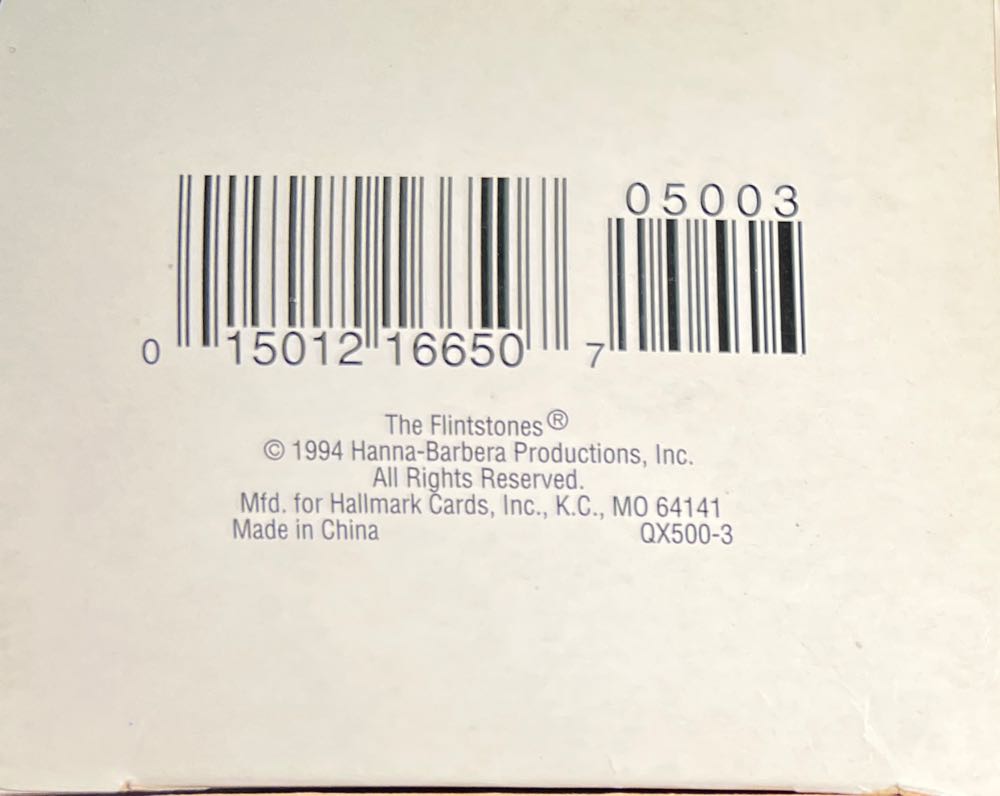 05003
0 15012 16650 7
The Flintstones®
© 1994 Hanna-Barbera Productions, Inc.
All Rights Reserved.
Mfd. for Hallmark Cards, Inc., K.C., MO 64141
Made in China QX500-3